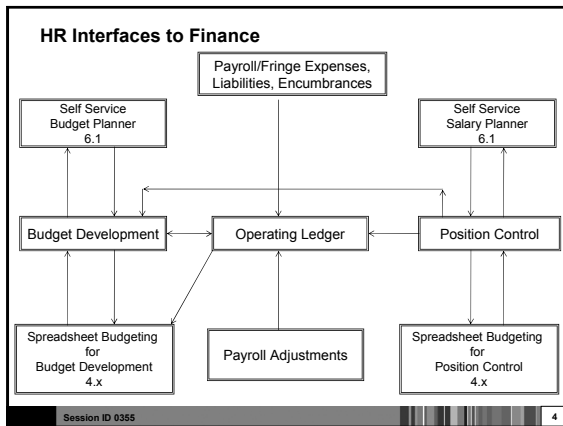 HR Interfaces to Finance
Payroll/Fringe Expenses,
Liabilities, Encumbrances
Self Service
Budget Planner
6.1
Self Service
Salary Planner
6.1
Budget Development
Operating Ledger
Position Control
Spreadsheet Budgeting
for
Budget Development
4.x
Payroll Adjustments
Spreadsheet Budgeting
for
Position Control
4.x
Session ID 0355
4